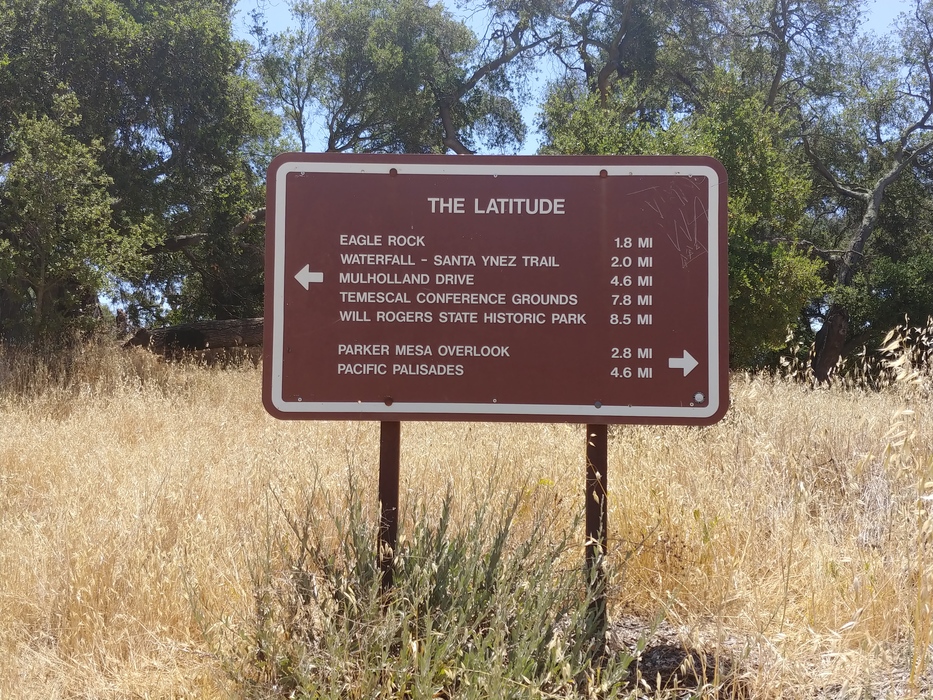 THE LATITUDE
EAGLE ROCK 1.8 MI
WATERFALL - SANTA YNEZ TRAIL 2.0 MI
MULHOLLAND DRIVE 4.6 MI
TEMESCAL CONFERENCE GROUNDS 7.8 MI
WILL ROGERS STATE HISTORIC PARK 8.5 MI
PARKER MESA OVERLOOK 2.8 MI
PACIFIC PALISADES 4.6 MI